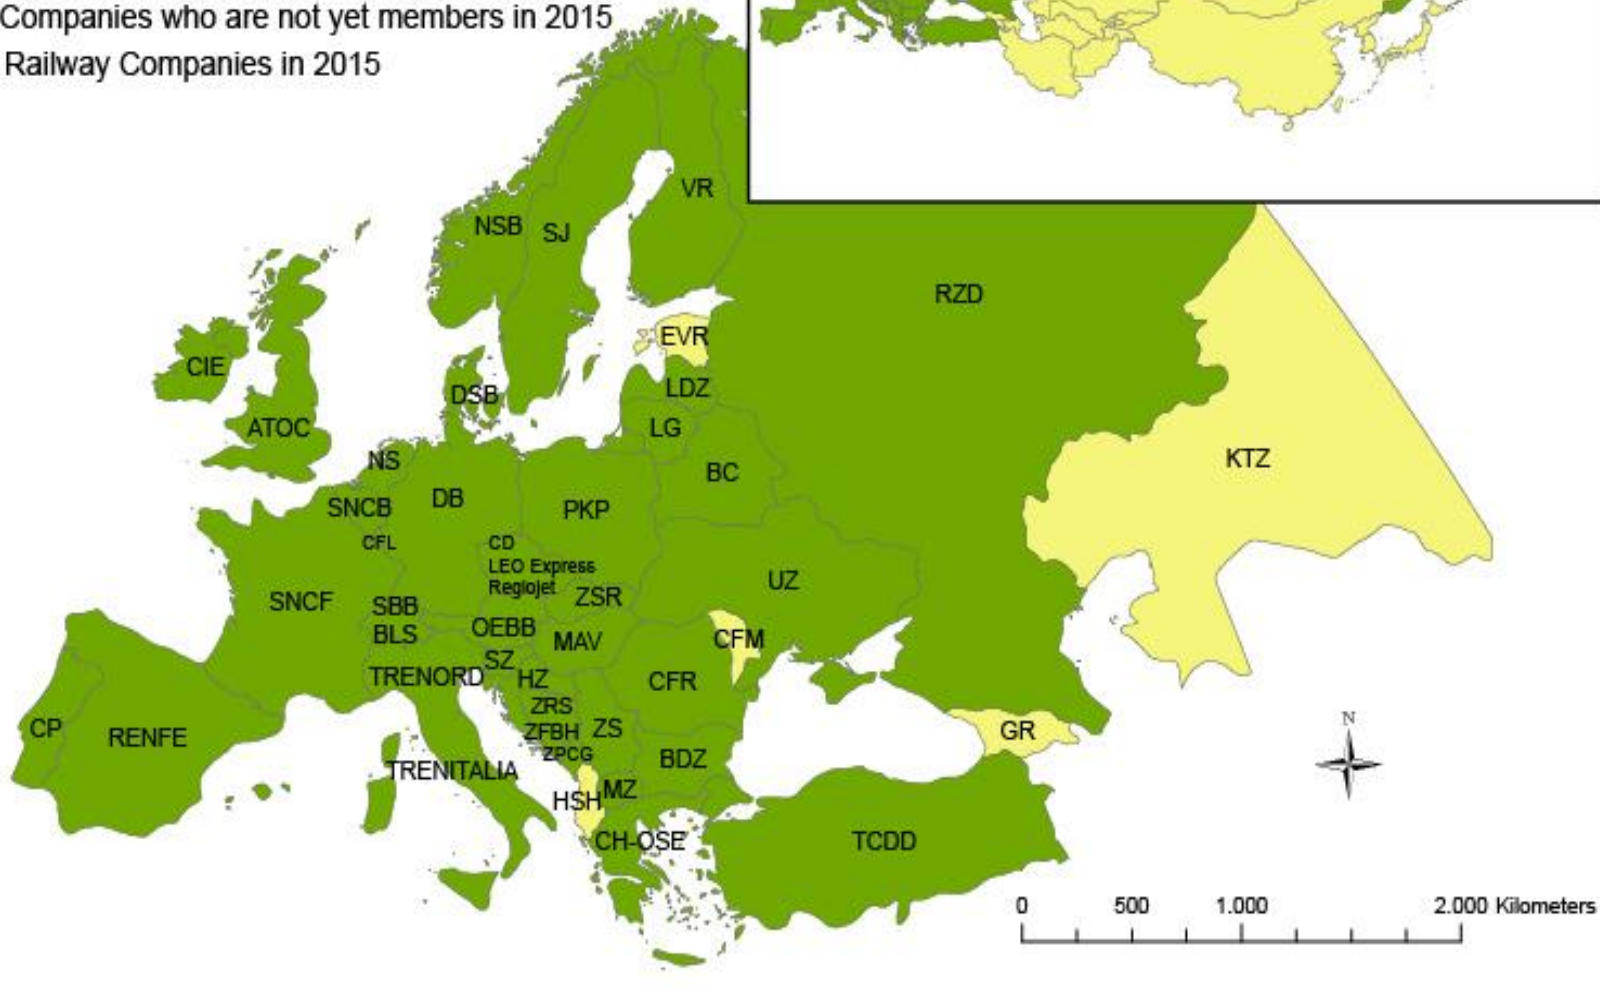 Companies who are not yet members in 2015
Railway Companies in 2015
VR
NSB
SJ
RZD
EVR
CIE
LDZ
DSB
ATOC
LG
NS
KTZ
BC
DB
SNCB
PKP
CFL
CD
LEO Express
Regiojet
UZ
ZSR
SNCF
SBB
BLS
OEBB
MAV
CFM
SZ
TRENORD
HZ
CFR
ZRS
N
CP
RENFE
ZFBH
ZS
GR
ZPCG
BDZ
TRENITALIA
MZ
HSH
CH-OSE
TCDD
0 500 1.000 2.000 Kilometers